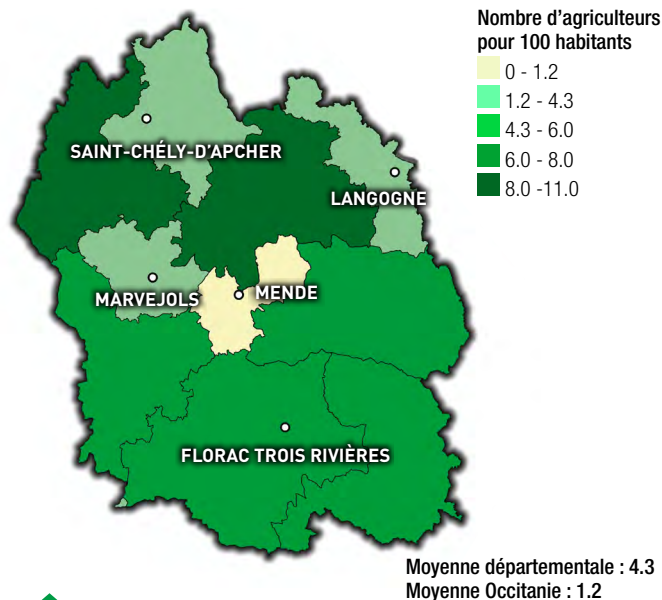 Nombre d'agriculteurs
pour 100 habitants
0 - 1.2
1.2 - 4.3
4.3 - 6.0
6.0 - 8.0
8.0 -11.0
SAINT-CHÉLY-D'APCHER
LANGOGNE
MARVEJOLS
MENDE
FLORAC TROIS RIVIÈRES
Moyenne départementale : 4.3
Moyenne Occitanie : 1.2